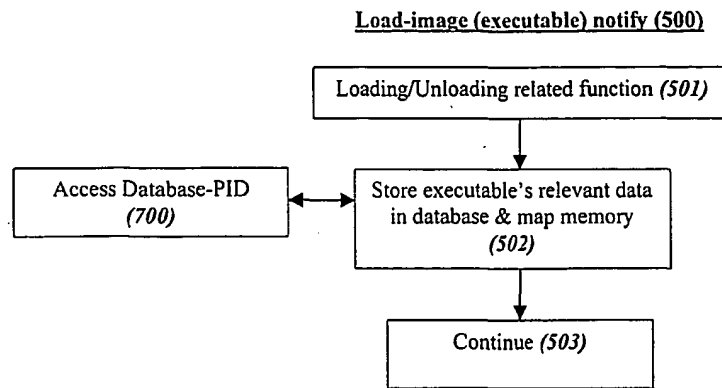 Load-image (executable) notify (500)
Loading/Unloading related function (501)
Access Database-PID
(700)
Store executable's relevant data
in database & map memory
(502)
Continue (503)